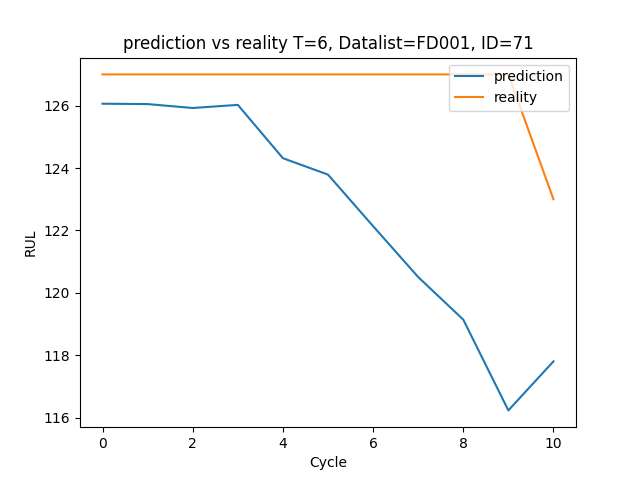 prediction vs reality T=6, Datalist=FD001, ID=71
prediction
reality
126
124
122
120
118
116
RUL
0 2 4 6 8 10
Cycle